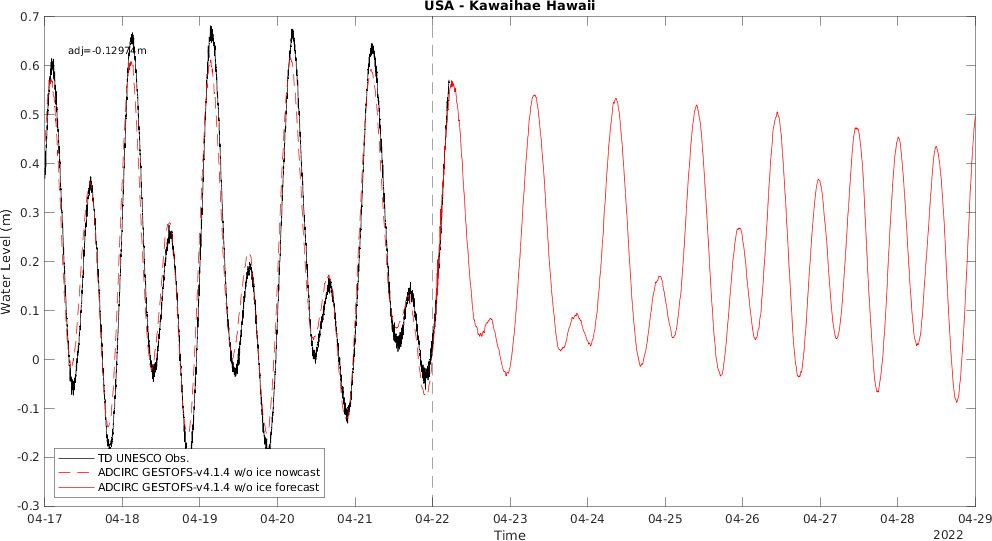 USA - Kawaihae Hawaii
0.7
0.6
0.5
0.4
0.3
0.2
0.1
0
-0.1
-0.2
-0.3
Water Level (m)
adj=-0.12974m
TD UNESCO Obs.
ADCIRC GESTOFS-v4.1.4 w/o ice nowcast
ADCIRC GESTOFS-v4.1.4 w/o ice forecast
04-17 04-18 04-19 04-20 04-21 04-22 04-23 04-24 04-25 04-26 04-27 04-28 04-29
Time
2022